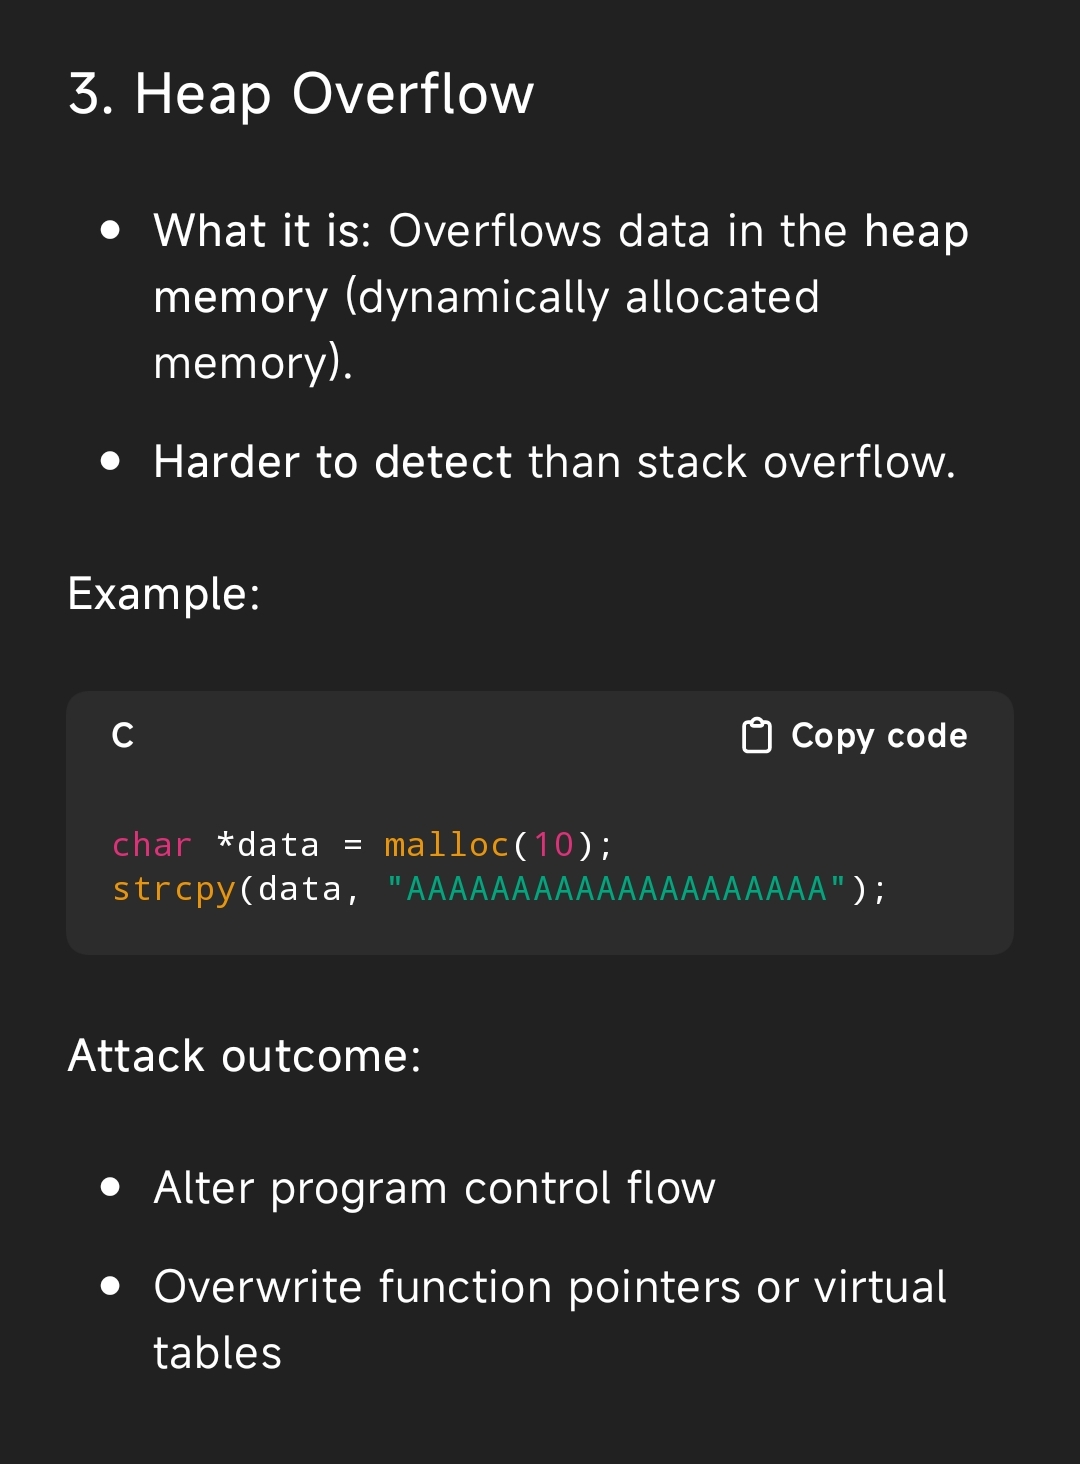 3. Heap Overflow
• What it is: Overflows data in the heap
memory (dynamically allocated
memory).
• Harder to detect than stack overflow.
Example:
C Copy code
char *data = malloc(10);
strcpy(data, "AAAAAAAAAAAAAAAAAAAA");
Attack outcome:
• Alter program control flow
• Overwrite function pointers or virtual
tables